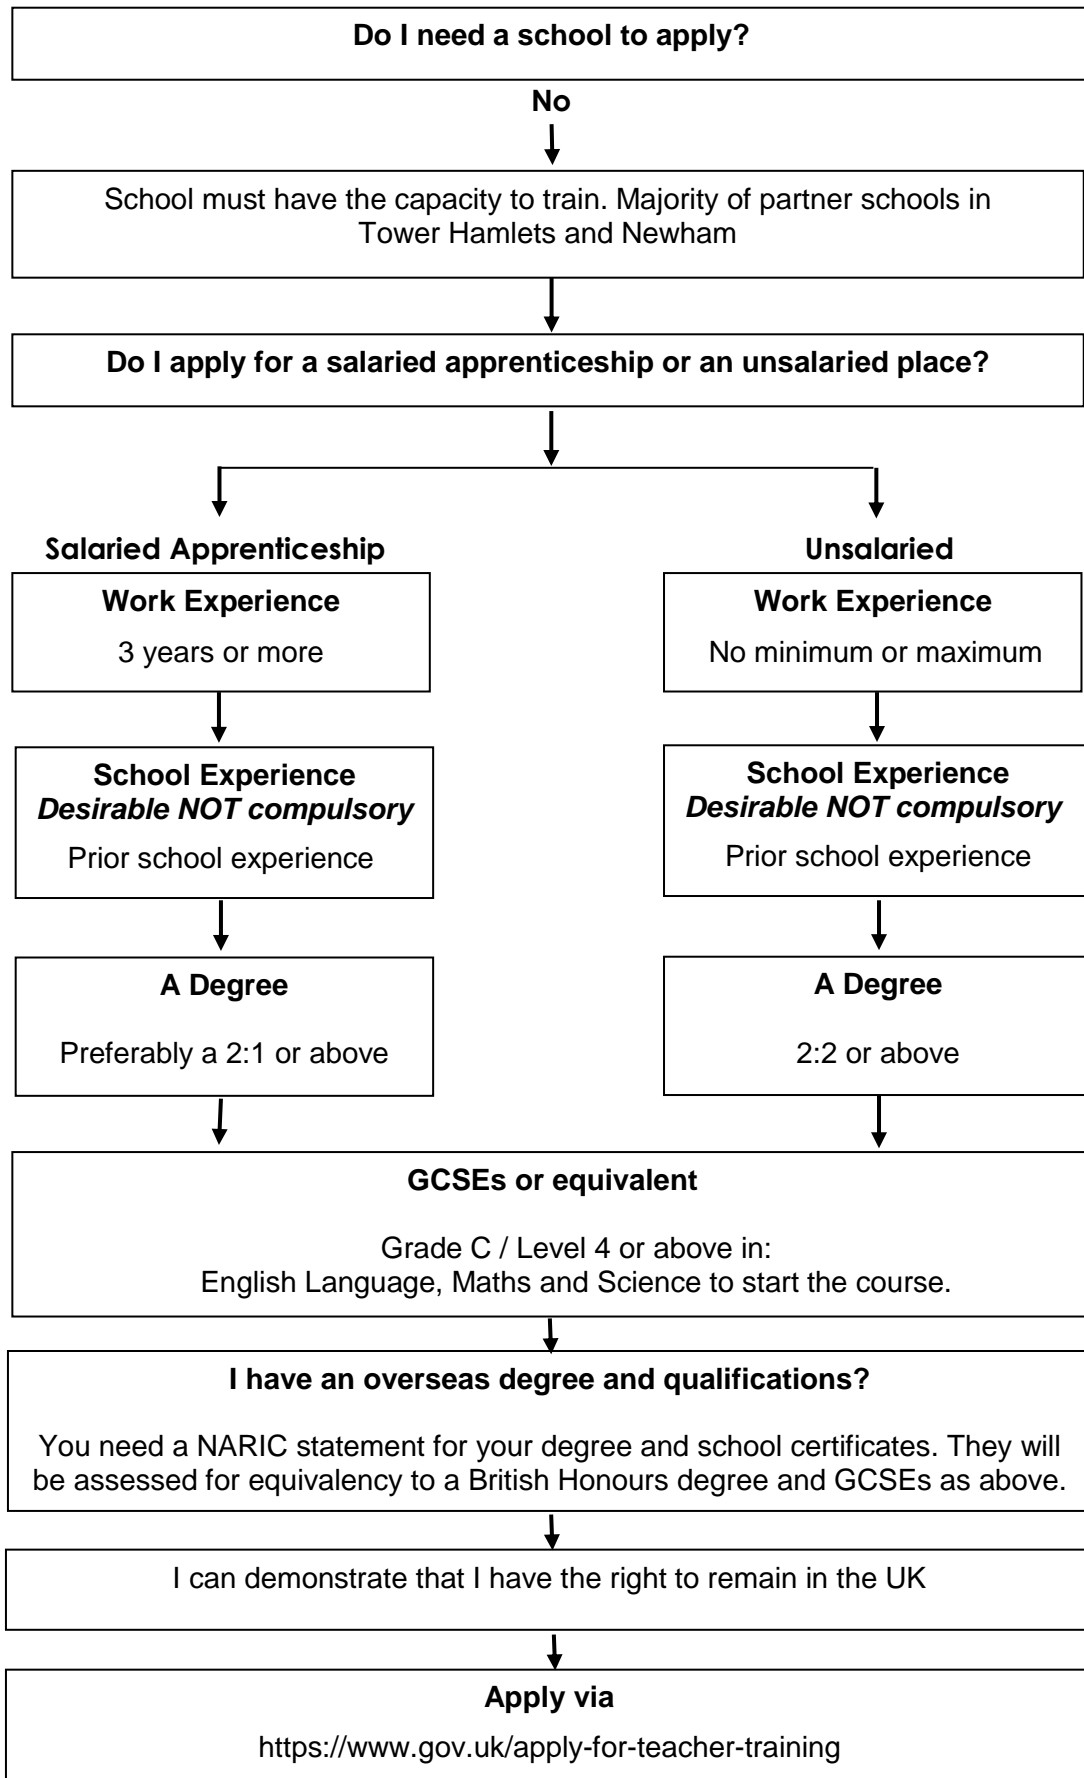 Do I need a school to apply?
No
School must have the capacity to train. Majority of partner schools in
Tower Hamlets and Newham
Do I apply for a salaried apprenticeship or an unsalaried place?
Salaried Apprenticeship
Work Experience
3 years or more
School Experience
Desirable NOT compulsory
Prior school experience
A Degree
Preferably a 2:1 or above
Unsalaried
Work Experience
No minimum or maximum
School Experience
Desirable NOT compulsory
Prior school experience
A Degree
2:2 or above
GCSEs or equivalent
Grade C / Level 4 or above in:
English Language, Maths and Science to start the course.
I have an overseas degree and qualifications?
You need a NARIC statement for your degree and school certificates. They will
be assessed for equivalency to a British Honours degree and GCSEs as above.
I can demonstrate that I have the right to remain in the UK
Apply via
https://www.gov.uk/apply-for-teacher-training